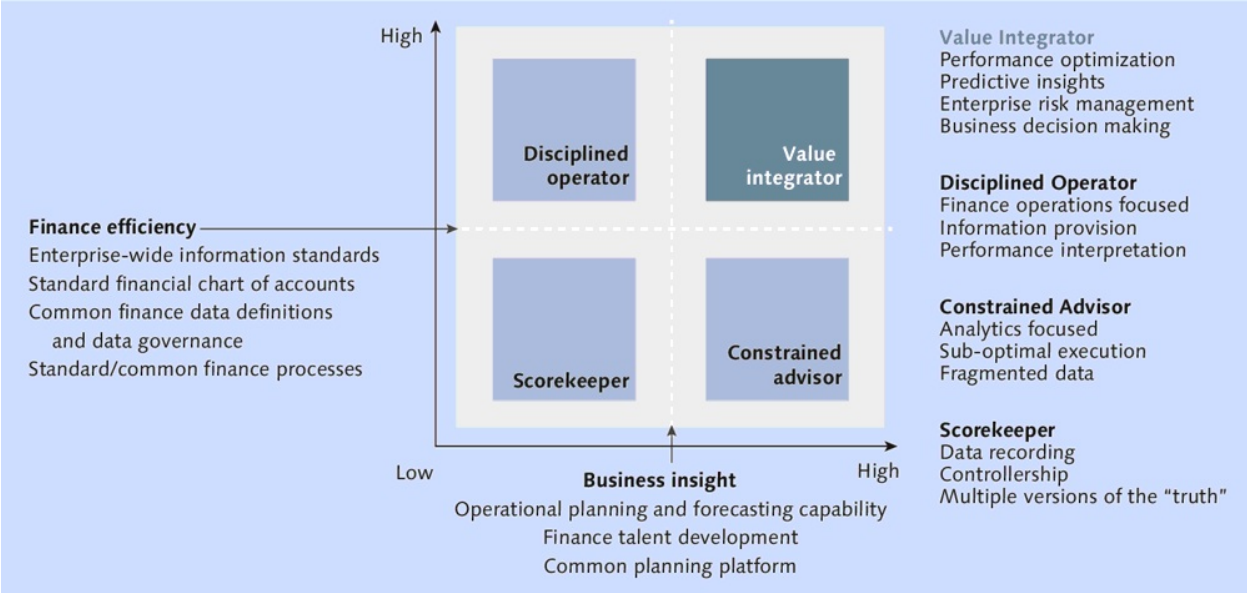 High
Disciplined
operator
Value
integrator
Finance efficiency
Enterprise-wide information standards
Standard financial chart of accounts
Common finance data definitions
and data governance
Standard/common finance processes
Scorekeeper
Constrained
advisor
Low
High
Business insight
Operational planning and forecasting capability
Finance talent development
Common planning platform
Value Integrator
Performance optimization
Predictive insights
Enterprise risk management
Business decision making
Disciplined Operator
Finance operations focused
Information provision
Performance interpretation
Constrained Advisor
Analytics focused
Sub-optimal execution
Fragmented data
Scorekeeper
Data recording
Controllership
Multiple versions of the “truth”